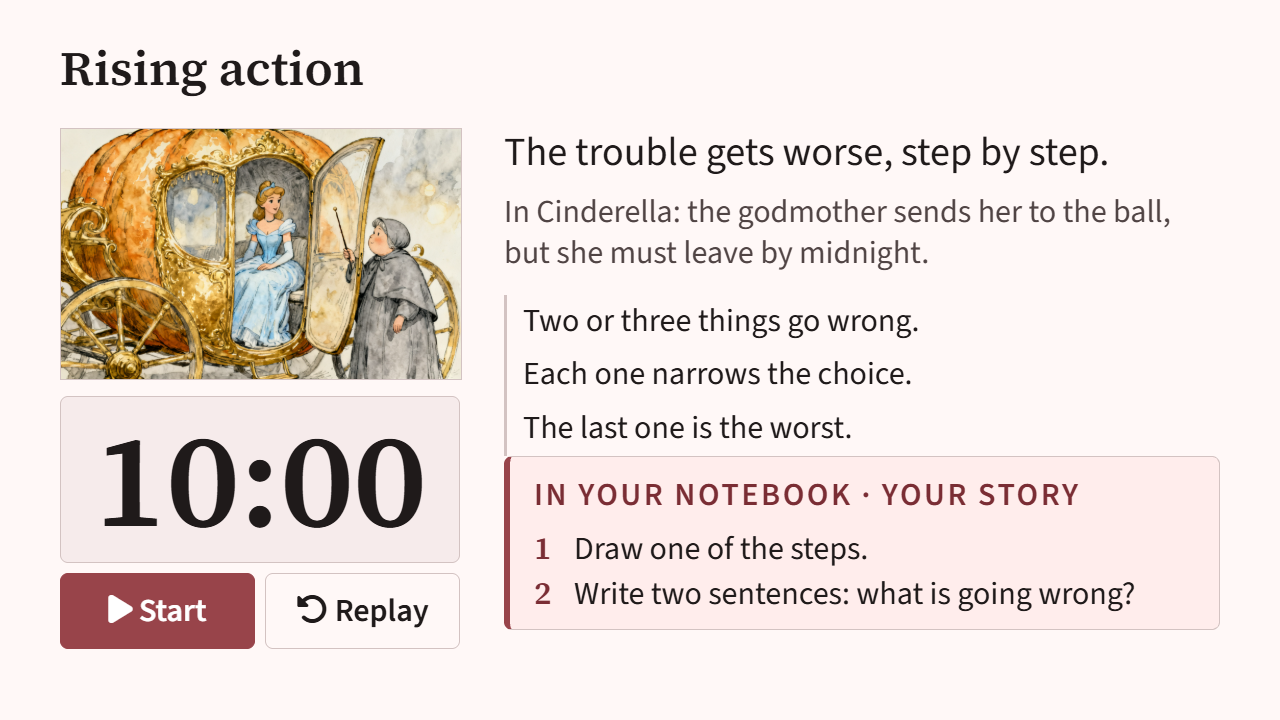 Rising action
The trouble gets worse, step by step.
In Cinderella: the godmother sends her to the ball,
but she must leave by midnight.
Two or three things go wrong.
Each one narrows the choice.
The last one is the worst.
10:00
Start
Replay
IN YOUR NOTEBOOK · YOUR STORY
1 Draw one of the steps.
2 Write two sentences: what is going wrong?